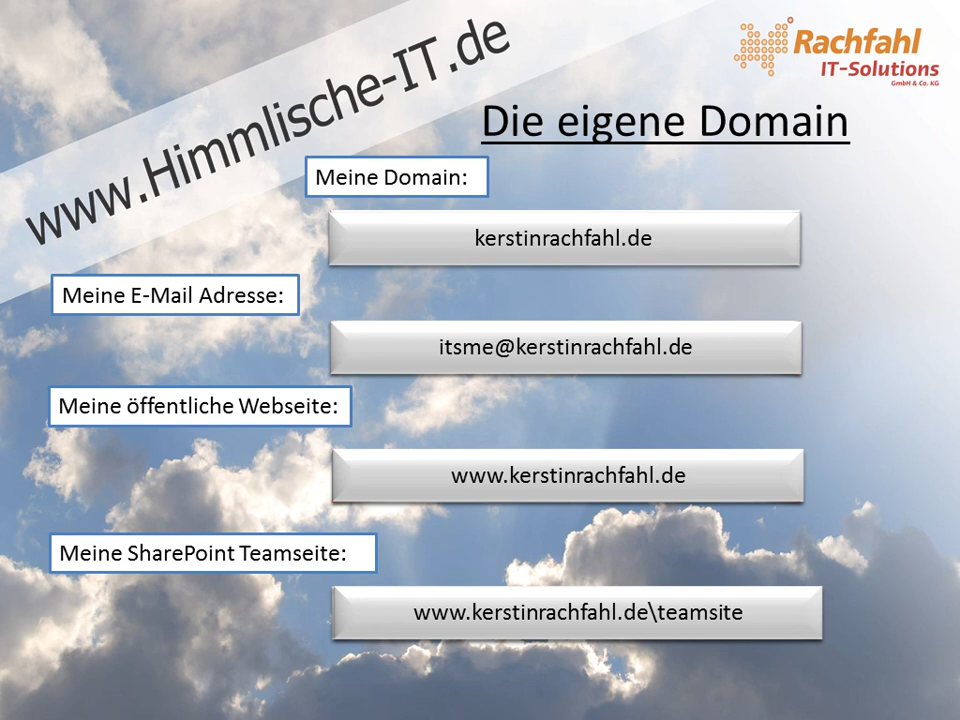 www.Himmlische-IT.de
Rachfahl
IT-Solutions
GmbH & Co. KG
Die eigene Domain
Meine Domain:
kerstinrachfahl.de
Meine E-Mail Adresse:
itsme@kerstinrachfahl.de
Meine öffentliche Webseite:
www.kerstinrachfahl.de
Meine SharePoint Teamseite:
www.kerstinrachfahl.de\teamsite